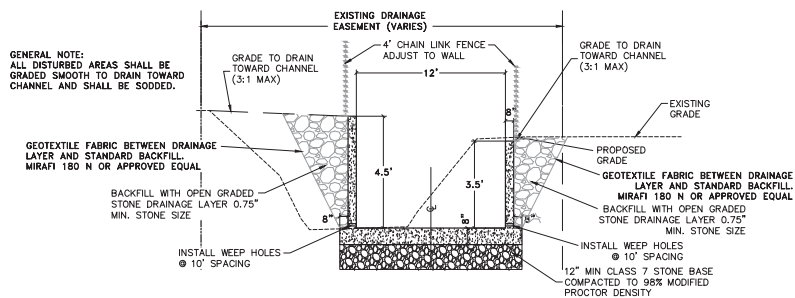 EXISTING DRAINAGE
EASEMENT (VARIES)
GENERAL NOTE:
ALL DISTURBED AREAS SHALL BE
GRADED SMOOTH TO DRAIN TOWARD
CHANNEL AND SHALL BE SODDED.
GRADE TO DRAIN
TOWARD CHANNEL
(3:1 MAX)
4' CHAIN LINK FENCE
ADJUST TO WALL
12'
GRADE TO DRAIN
TOWARD CHANNEL
(3:1 MAX)
8"
EXISTING
GRADE
PROPOSED
GRADE
GEOTEXTILE FABRIC BETWEEN DRAINAGE
LAYER AND STANDARD BACKFILL.
MIRAFI 180 N OR APPROVED EQUAL
4.5'
3.5'
GEOTEXTILE FABRIC BETWEEN DRAINAGE
LAYER AND STANDARD BACKFILL.
MIRAFI 180 N OR APPROVED EQUAL
BACKFILL WITH OPEN GRADED
STONE DRAINAGE LAYER 0.75"
MIN. STONE SIZE
BACKFILL WITH OPEN GRADED
STONE DRAINAGE LAYER 0.75"
MIN. STONE SIZE
8"
℄
8"
8"
INSTALL WEEP HOLES
@ 10' SPACING
INSTALL WEEP HOLES
@ 10' SPACING
12" MIN CLASS 7 STONE BASE
COMPACTED TO 98% MODIFIED
PROCTOR DENSITY